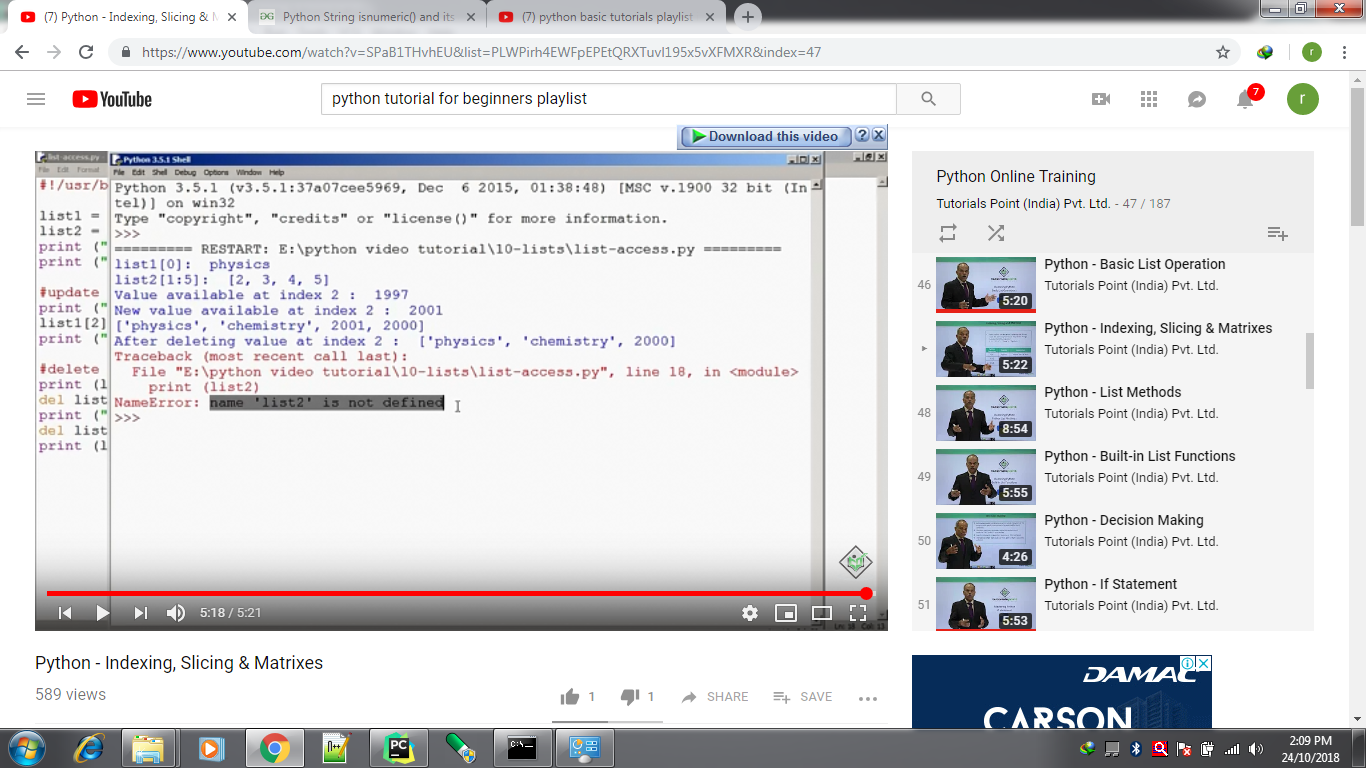 (7) Python - Indexing, Slicing & M
Python String isnumeric() and its
(7) python basic tutorials playlist
https://www.youtube.com/watch?v=SPaB1THvhEU&list=PLWPirh4EWFpEPEtQRXTuvl195x5vXFMXR&index=47
r
YouTube
python tutorial for beginners playlist
7
r
Download this video
list-access.py
File Edit Format
#!/usr/b
list1 =
list2 =
print ("
print ("
#update
print ("
list1[2]
print ("
#delete
print (l
del list
print ("
del list
print (l
Python 3.5.1 Shell
File Edit Shell Debug Options Window Help
Python 3.5.1 (v3.5.1:37a07cee5969, Dec 6 2015, 01:38:48) [MSC v.1900 32 bit (In
tel)] on win32
Type "copyright", "credits" or "license()" for more information.
>>>
========= RESTART: E:\python video tutorial\10-lists\list-access.py =========
list1[0]: physics
list2[1:5]: [2, 3, 4, 5]
Value available at index 2 : 1997
New value available at index 2 : 2001
['physics', 'chemistry', 2001, 2000]
After deleting value at index 2 : ['physics', 'chemistry', 2000]
Traceback (most recent call last):
File "E:\python video tutorial\10-lists\list-access.py", line 18, in <module>
print (list2)
NameError: name 'list2' is not defined
>>>
5:18 / 5:21
Python - Indexing, Slicing & Matrixes
589 views
1
1
SHARE
SAVE
Python Online Training
Tutorials Point (India) Pvt. Ltd. - 47 / 187
46
5:20
Python - Basic List Operation
Tutorials Point (India) Pvt. Ltd.
5:22
Python - Indexing, Slicing & Matrixes
Tutorials Point (India) Pvt. Ltd.
48
8:54
Python - List Methods
Tutorials Point (India) Pvt. Ltd.
49
5:55
Python - Built-in List Functions
Tutorials Point (India) Pvt. Ltd.
50
4:26
Python - Decision Making
Tutorials Point (India) Pvt. Ltd.
51
5:53
Python - If Statement
Tutorials Point (India) Pvt. Ltd.
DAMAC
CARSON
PC
C:\
2:09 PM
24/10/2018